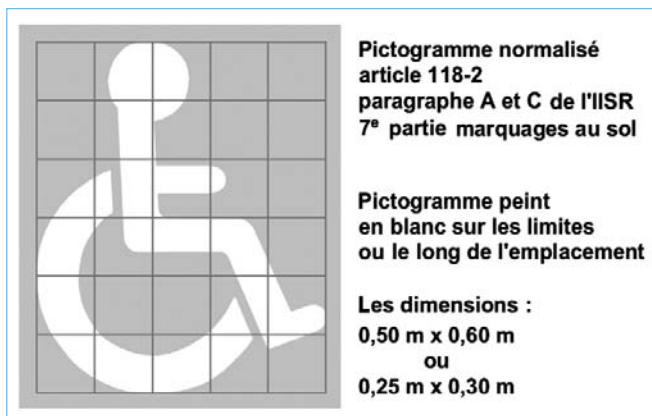 Pictogramme normalisé
article 118-2
paragraphe A et C de l'IISR
7e partie marquages au sol
Pictogramme peint
en blanc sur les limites
ou le long de l'emplacement
Les dimensions :
0,50 m x 0,60 m
ou
0,25 m x 0,30 m